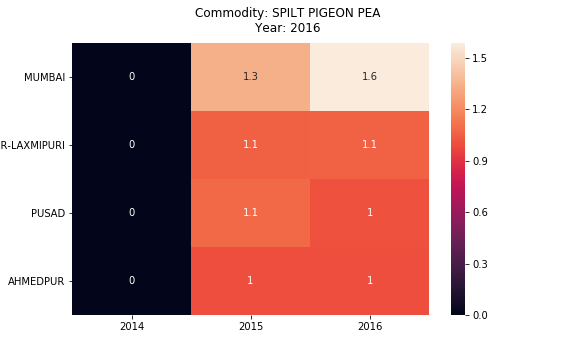 Commodity: SPILT PIGEON PEA
Year: 2016
MUMBAI 0 1.3 1.6
R-LAXMIPURI 0 1.1 1.1
PUSAD 0 1.1 1
AHMEDPUR 0 1 1
2014 2015 2016
1.5
1.2
0.9
0.6
0.3
0.0